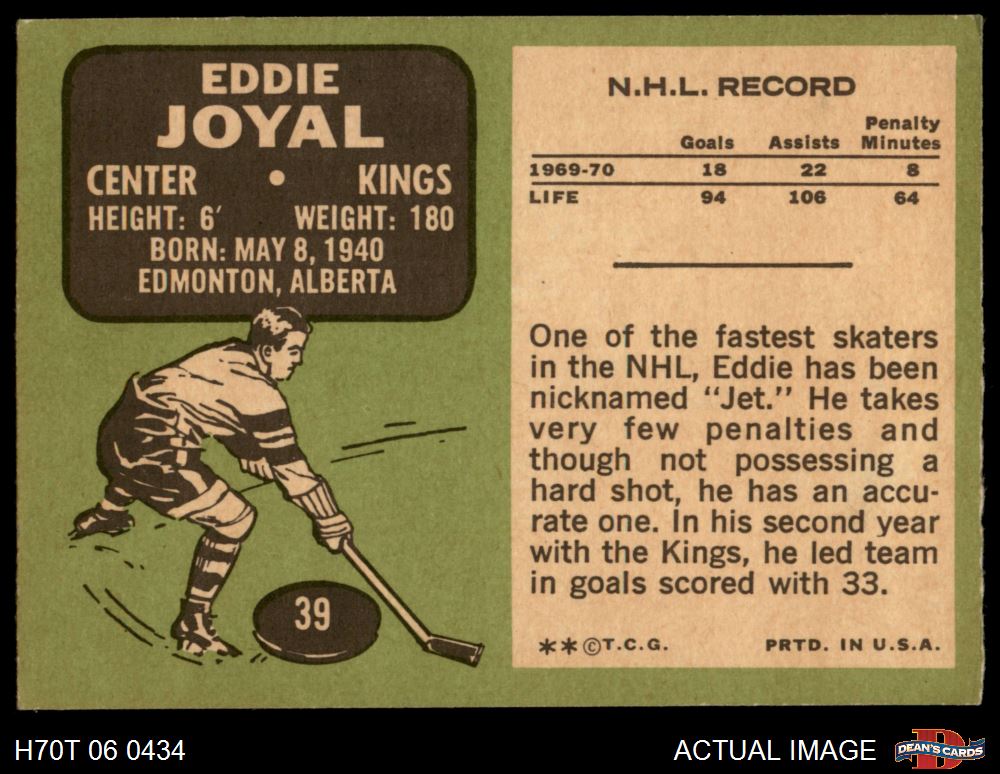 EDDIE
JOYAL
CENTER • KINGS
HEIGHT: 6′ WEIGHT: 180
BORN: MAY 8, 1940
EDMONTON, ALBERTA
39
N.H.L. RECORD
Goals Assists Penalty Minutes
1969-70 18 22 8
LIFE 94 106 64
One of the fastest skaters
in the NHL, Eddie has been
nicknamed “Jet.” He takes
very few penalties and
though not possessing a
hard shot, he has an accu-
rate one. In his second year
with the Kings, he led team
in goals scored with 33.
**©T.C.G. PRTD. IN U.S.A.
H70T 06 0434
ACTUAL IMAGE
D
DEAN'S CARDS